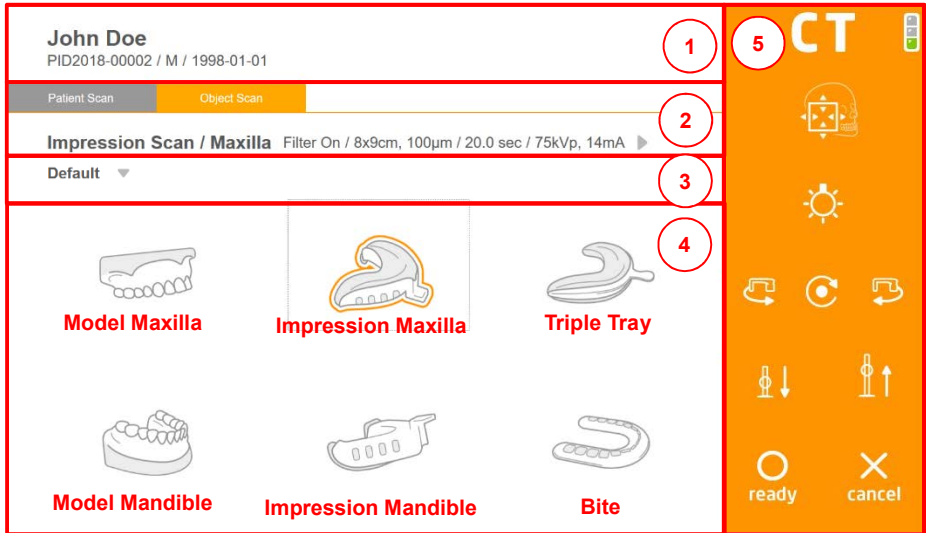 John Doe
PID2018-00002 / M / 1998-01-01
1
Patient Scan Object Scan
Impression Scan / Maxilla Filter On / 8x9cm, 100µm / 20.0 sec / 75kVp, 14mA
2
Default
3
4
Model Maxilla Impression Maxilla Triple Tray
Model Mandible Impression Mandible Bite
5 CT
ready cancel